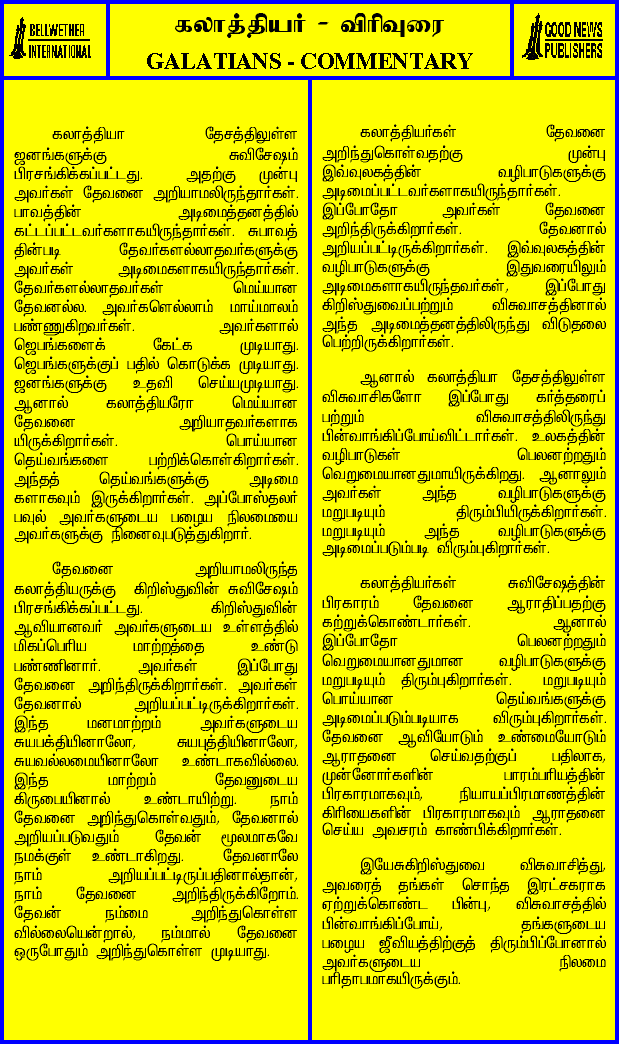 BELLWETHER
INTERNATIONAL
கலாத்தியர் - விரிவுரை
GALATIANS - COMMENTARY
GOOD NEWS
PUBLISHERS
கலாத்தியா தேசத்திலுள்ள
ஜனங்களுக்கு சுவிசேஷம்
பிரசங்கிக்கப்பட்டது. அதற்கு முன்பு
அவர்கள் தேவனை அறியாமலிருந்தார்கள்.
பாவத்தின் அடிமைத்தனத்தில்
கட்டப்பட்டவர்களாகயிருந்தார்கள். சுபாவத்
தின்படி தேவர்களல்லாதவர்களுக்கு
அவர்கள் அடிமைகளாகயிருந்தார்கள்.
தேவர்களல்லாதவர்கள் மெய்யான
தேவனல்ல. அவர்களெல்லாம் மாய்மாலம்
பண்ணுகிறவர்கள். அவர்களால்
ஜெபங்களைக் கேட்க முடியாது.
ஜெபங்களுக்குப் பதில் கொடுக்க முடியாது.
ஜனங்களுக்கு உதவி செய்யமுடியாது.
ஆனால் கலாத்தியரோ மெய்யான
தேவனை அறியாதவர்களாக
யிருக்கிறார்கள். பொய்யான
தெய்வங்களை பற்றிக்கொள்கிறார்கள்.
அந்தத் தெய்வங்களுக்கு அடிமை
களாகவும் இருக்கிறார்கள். அப்போஸ்தலர்
பவுல் அவர்களுடைய பழைய நிலமையை
அவர்களுக்கு நினைவுபடுத்துகிறார்.
தேவனை அறியாமலிருந்த
கலாத்தியருக்கு கிறிஸ்துவின் சுவிசேஷம்
பிரசங்கிக்கப்பட்டது. கிறிஸ்துவின்
ஆவியானவர் அவர்களுடைய உள்ளத்தில்
மிகப்பெரிய மாற்றத்தை உண்டு
பண்ணினார். அவர்கள் இப்போது
தேவனை அறிந்திருக்கிறார்கள். அவர்கள்
தேவனால் அறியப்பட்டிருக்கிறார்கள்.
இந்த மனமாற்றம் அவர்களுடைய
சுயபக்தியினாலோ, சுயபுத்தியினாலோ,
சுயவல்லமையினாலோ உண்டாகவில்லை.
இந்த மாற்றம் தேவனுடைய
கிருபையினால் உண்டாயிற்று. நாம்
தேவனை அறிந்துகொள்வதும், தேவனால்
அறியப்படுவதும் தேவன் மூலமாகவே
நமக்குள் உண்டாகிறது. தேவனாலே
நாம் அறியப்பட்டிருப்பதினால்தான்,
நாம் தேவனை அறிந்திருக்கிறோம்.
தேவன் நம்மை அறிந்துகொள்ள
வில்லையென்றால், நம்மால் தேவனை
ஒருபோதும் அறிந்துகொள்ள முடியாது.
கலாத்தியர்கள் தேவனை
அறிந்துகொள்வதற்கு முன்பு
இவ்வுலகத்தின் வழிபாடுகளுக்கு
அடிமைப்பட்டவர்களாகயிருந்தார்கள்.
இப்போதோ அவர்கள் தேவனை
அறிந்திருக்கிறார்கள். தேவனால்
அறியப்பட்டிருக்கிறார்கள். இவ்வுலகத்தின்
வழிபாடுகளுக்கு இதுவரையிலும்
அடிமைகளாகயிருந்தவர்கள், இப்போது
கிறிஸ்துவைப்பற்றும் விசுவாசத்தினால்
அந்த அடிமைத்தனத்திலிருந்து விடுதலை
பெற்றிருக்கிறார்கள்.
ஆனால் கலாத்தியா தேசத்திலுள்ள
விசுவாசிகளோ இப்போது கர்த்தரைப்
பற்றும் விசுவாசத்திலிருந்து
பின்வாங்கிப்போய்விட்டார்கள். உலகத்தின்
வழிபாடுகள் பெலனற்றதும்
வெறுமையானதுமாயிருக்கிறது. ஆனாலும்
அவர்கள் அந்த வழிபாடுகளுக்கு
மறுபடியும் திரும்பியிருக்கிறார்கள்.
மறுபடியும் அந்த வழிபாடுகளுக்கு
அடிமைப்படும்படி விரும்புகிறார்கள்.
கலாத்தியர்கள் சுவிசேஷத்தின்
பிரகாரம் தேவனை ஆராதிப்பதற்கு
கற்றுக்கொண்டார்கள். ஆனால்
இப்போதோ பெலனற்றதும்
வெறுமையானதுமான வழிபாடுகளுக்கு
மறுபடியும் திரும்புகிறார்கள். மறுபடியும்
பொய்யான தெய்வங்களுக்கு
அடிமைப்படும்படியாக விரும்புகிறார்கள்.
தேவனை ஆவியோடும் உண்மையோடும்
ஆராதனை செய்வதற்குப் பதிலாக,
முன்னோர்களின் பாரம்பரியத்தின்
பிரகாரமாகவும், நியாயப்பிரமாணத்தின்
கிரியைகளின் பிரகாரமாகவும் ஆராதனை
செய்ய அவசரம் காண்பிக்கிறார்கள்.
இயேசுகிறிஸ்துவை விசுவாசித்து,
அவரைத் தங்கள் சொந்த இரட்சகராக
ஏற்றுக்கொண்ட பின்பு, விசுவாசத்தில்
பின்வாங்கிப்போய், தங்களுடைய
பழைய ஜீவியத்திற்குத் திரும்பிப்போனால்
அவர்களுடைய நிலமை
பரிதாபமாகயிருக்கும்.